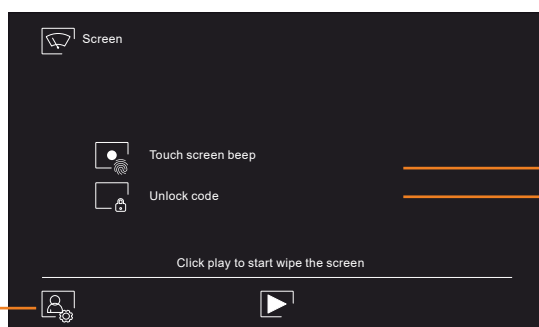 Screen
Touch screen beep
Unlock code
Click play to start wipe the screen